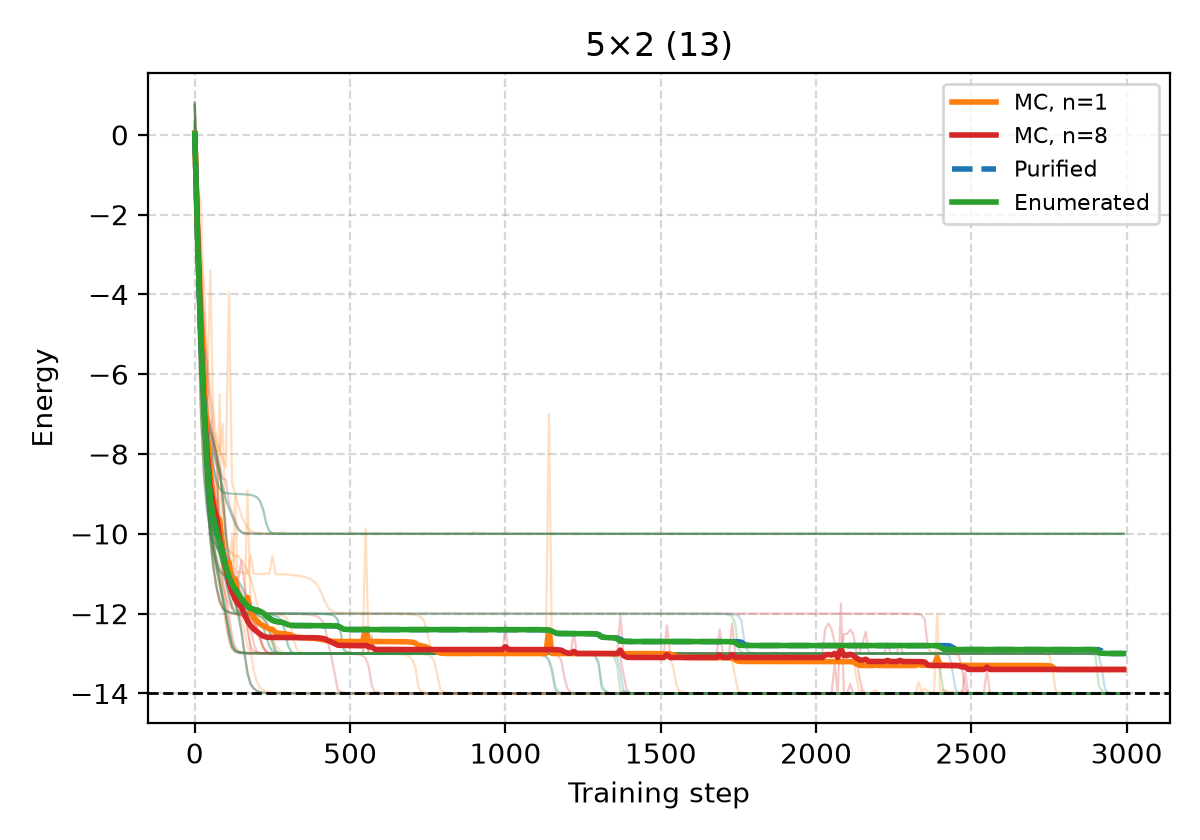 5×2 (13)
MC, n=1
MC, n=8
Purified
Enumerated
Energy
0
−2
−4
−6
−8
−10
−12
−14
0 500 1000 1500 2000 2500 3000
Training step